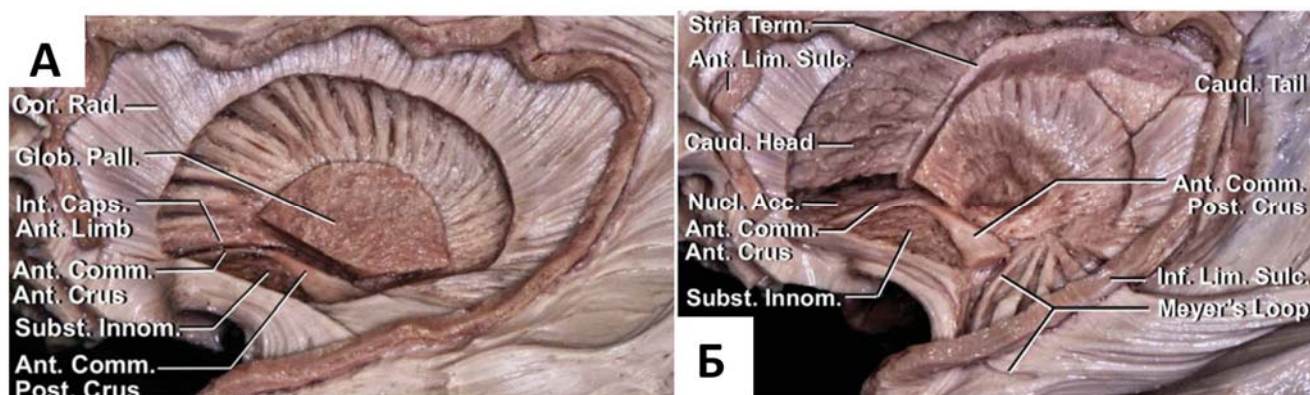 А
Cor. Rad.
Glob. Pall.
Int. Caps.
Ant. Limb
Ant. Comm.
Ant. Crus
Subst. Innom.
Ant. Comm.
Post. Crus
Б
Stria Term.
Ant. Lim. Sulc.
Caud. Head
Nucl. Acc.
Ant. Comm.
Ant. Crus
Subst. Innom.
Caud. Tail
Ant. Comm.
Post. Crus
Inf. Lim. Sulc.
Meyer's Loop